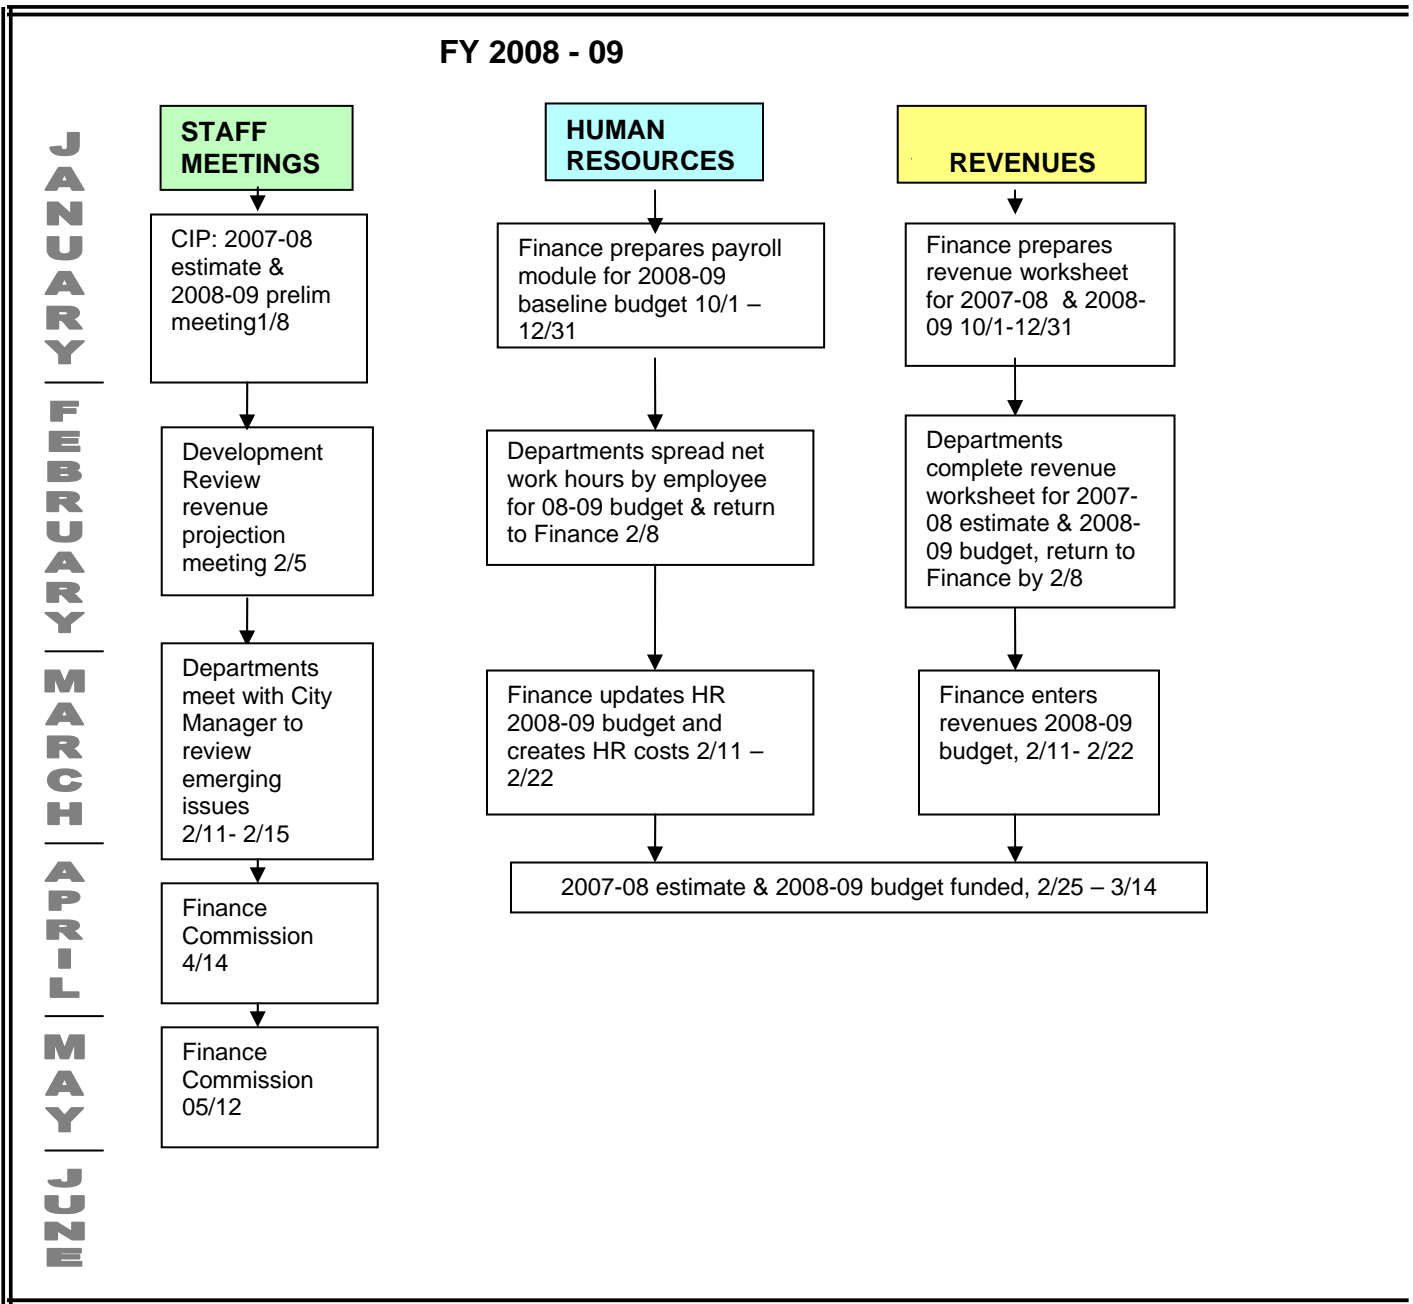 FY 2008 - 09
JANUARY
FEBRUARY
MARCH
APRIL
MAY
JUNE
STAFF
MEETINGS
CIP: 2007-08
estimate &
2008-09 prelim
meeting1/8
Development
Review
revenue
projection
meeting 2/5
Departments
meet with City
Manager to
review
emerging
issues
2/11- 2/15
Finance
Commission
4/14
Finance
Commission
05/12
HUMAN
RESOURCES
Finance prepares payroll
module for 2008-09
baseline budget 10/1 –
12/31
Departments spread net
work hours by employee
for 08-09 budget & return
to Finance 2/8
Finance updates HR
2008-09 budget and
creates HR costs 2/11 –
2/22
REVENUES
Finance prepares
revenue worksheet
for 2007-08  & 2008-
09 10/1-12/31
Departments
complete revenue
worksheet for 2007-
08 estimate & 2008-
09 budget, return to
Finance by 2/8
Finance enters
revenues 2008-09
budget, 2/11- 2/22
2007-08 estimate & 2008-09 budget funded, 2/25 – 3/14